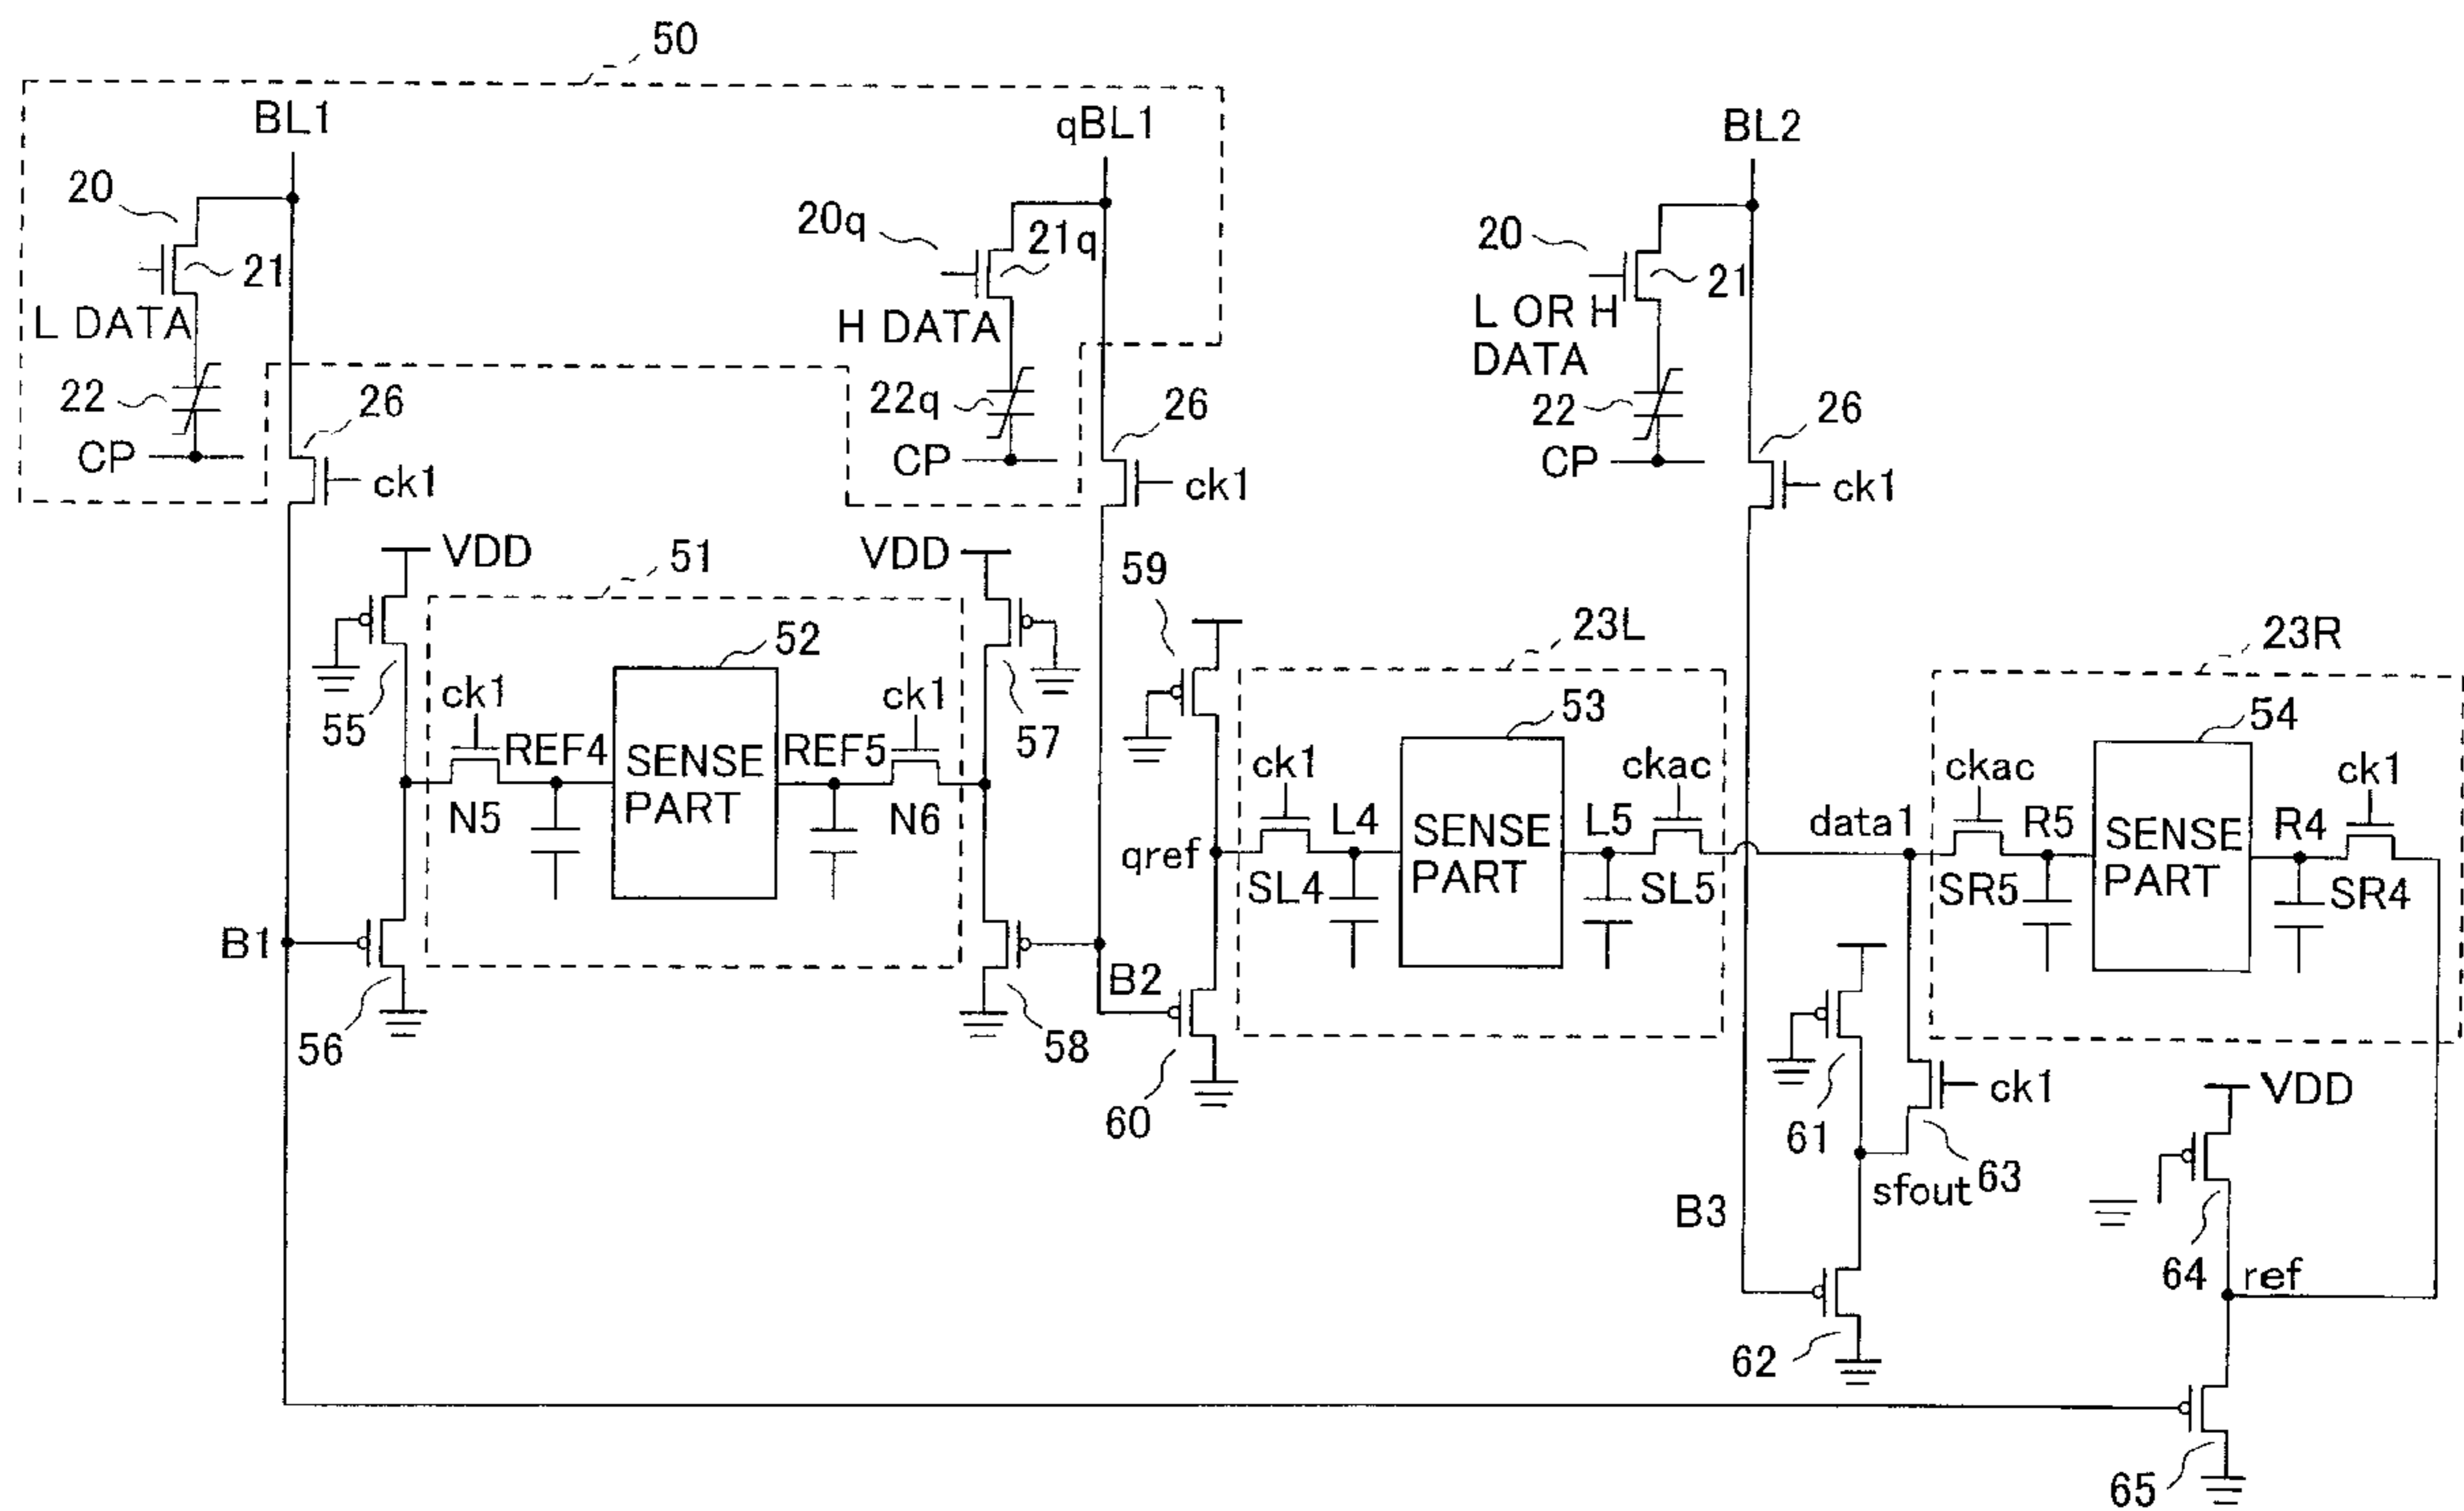 50
BL1
qBL1
BL2
20
20q
21q
20
21
21
L DATA
H DATA
L OR H
DATA
22
26
22q
26
22
26
CP
ck1
CP
ck1
CP
ck1
VDD
51
VDD
59
52
23L
23R
ck1
ck1
53
54
55
REF4
SENSE
PART
REF5
57
ck1
ckac
ckac
ck1
N5
N6
qref
L4
SENSE
PART
L5
data1
R5
SENSE
PART
R4
SL4
SL5
SR5
SR4
B1
B2
56
58
60
61
ck1
VDD
63
sfout
B3
64
ref
62
65